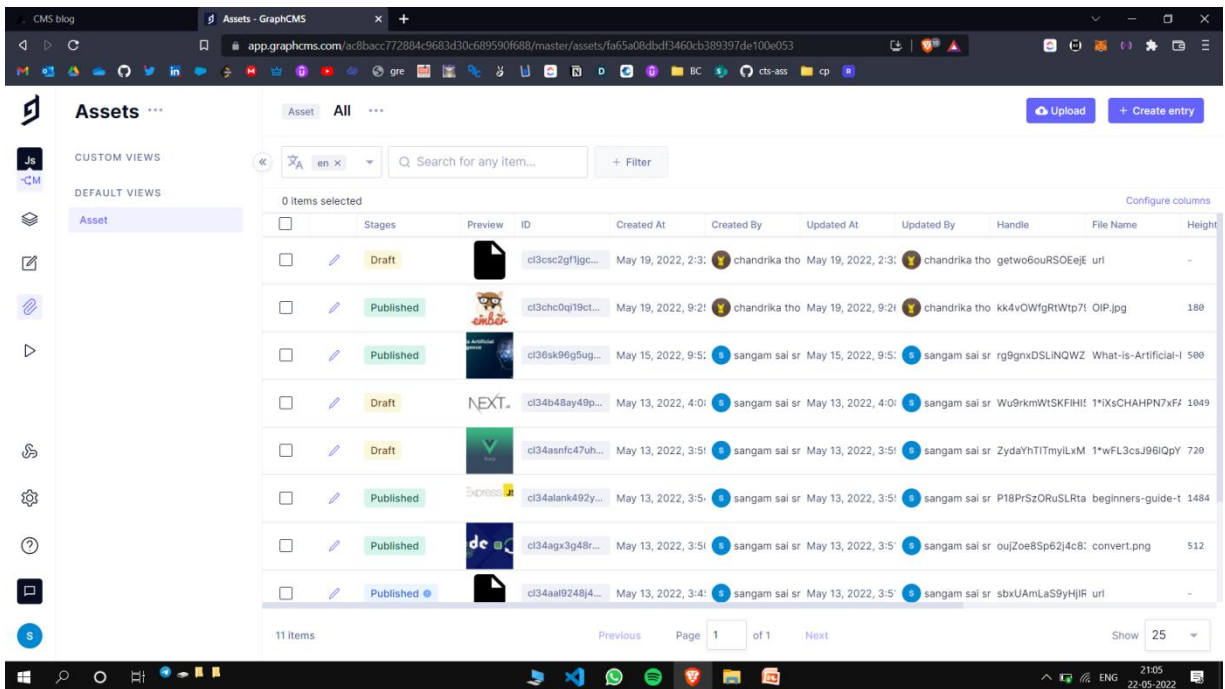 CMS blog
Assets - GraphCMS
app.graphcms.com/ac8bacc772884c9683d30c689590f688/master/assets/fa65a08dbdf3460cb389397de100e053
gre
BC
cts-ass
cp
Assets
Asset All
Upload
+ Create entry
Js
M
CUSTOM VIEWS
DEFAULT VIEWS
Asset
en ×
Search for any item...
+ Filter
0 items selected
Configure columns
Stages Preview ID Created At Created By Updated At Updated By Handle File Name Height
Draft cl3csc2gf1jgc... May 19, 2022, 2:3 chandrika tho May 19, 2022, 2:3 chandrika tho getwo6ouRSOEejE url -
Published ember cl3chc0qi19ct... May 19, 2022, 9:2 chandrika tho May 19, 2022, 9:2 chandrika tho kk4vOWfgRtWtp7 OIP.jpg 180
Published cl36sk96g5ug... May 15, 2022, 9:5 sangam sai sr May 15, 2022, 9:5 sangam sai sr rg9gnxDSLiNQWZ What-is-Artificial-I 500
Draft NEXT. cl34b48ay49p... May 13, 2022, 4:0 sangam sai sr May 13, 2022, 4:0 sangam sai sr Wu9rkmWtSKFIHI 1*iXsCHAHPN7xF 1049
Draft cl34asnfc47uh... May 13, 2022, 3:5 sangam sai sr May 13, 2022, 3:5 sangam sai sr ZydaYhTITmyiLxM 1*wFL3csJ96IQpY 720
Published Express JS cl34alank492y... May 13, 2022, 3:5 sangam sai sr May 13, 2022, 3:5 sangam sai sr P18PrSzORuSLRta beginners-guide-t 1484
Published de cl34agx3g48r... May 13, 2022, 3:5 sangam sai sr May 13, 2022, 3:5 sangam sai sr oujZoe8Sp62j4c8 convert.png 512
Published cl34aal9248j4... May 13, 2022, 3:4 sangam sai sr May 13, 2022, 3:5 sangam sai sr sbxUAmLaS9yHjlR url -
S
11 items
Previous Page 1 of 1 Next
Show 25
ENG
21:05
22-05-2022